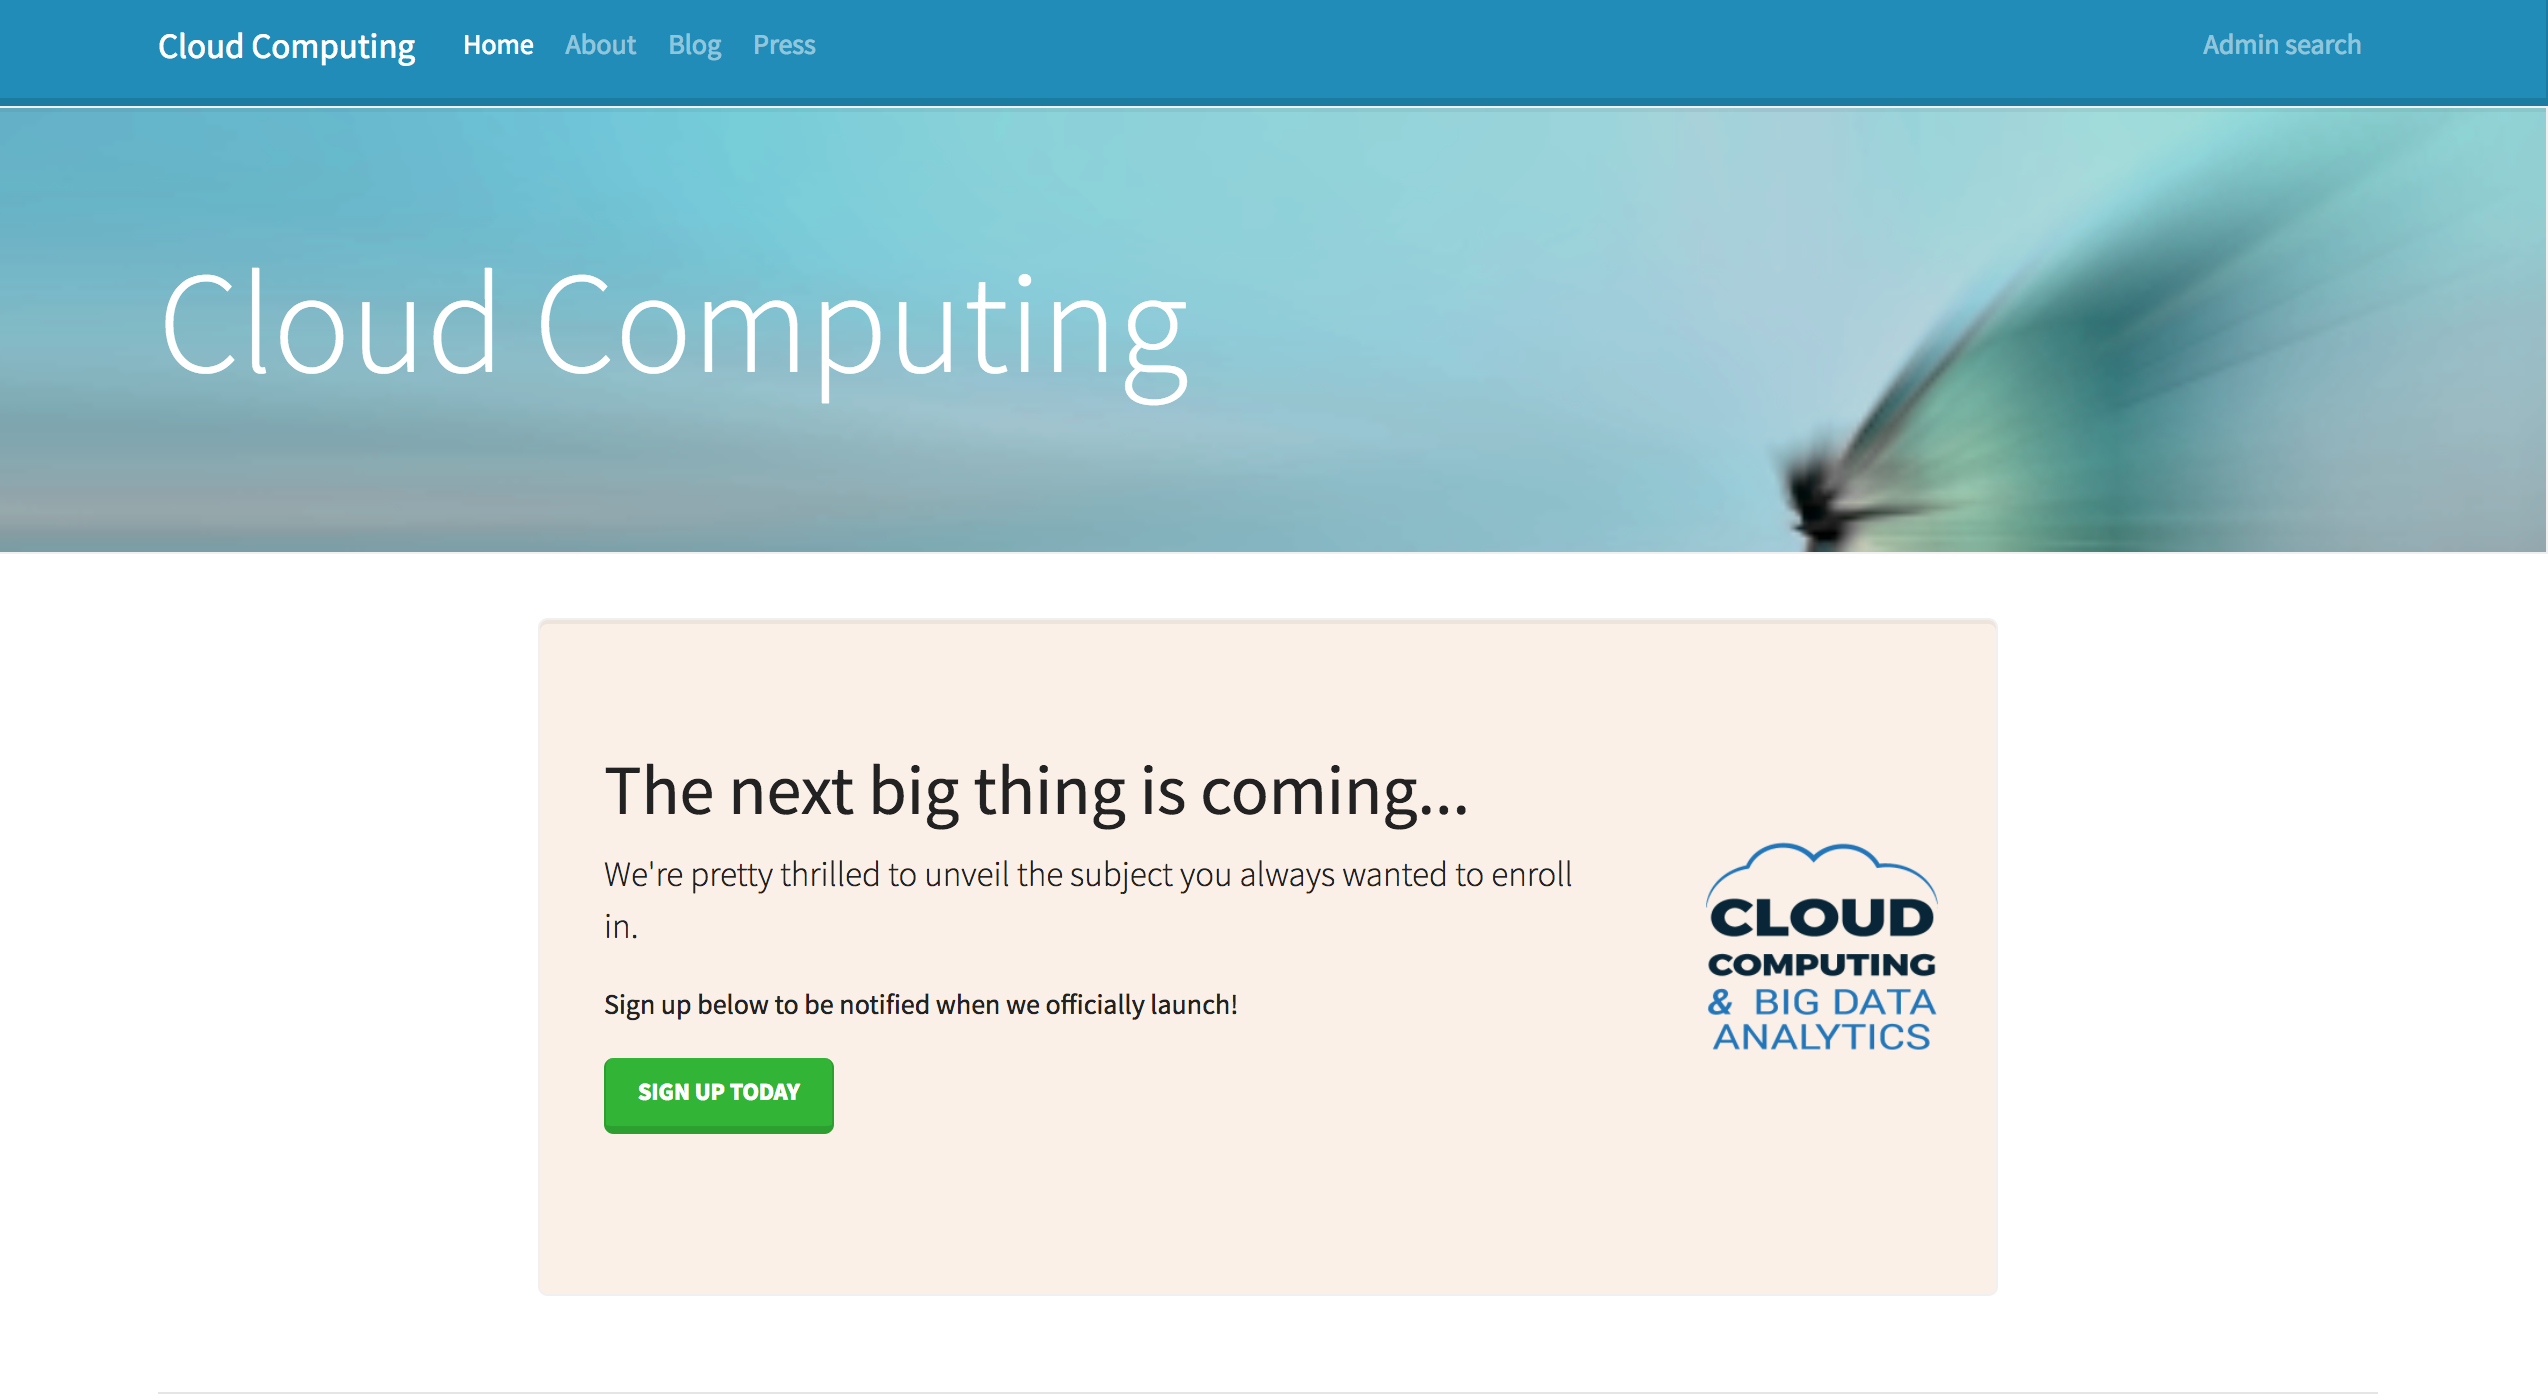 Cloud Computing Home About Blog Press Admin search
Cloud Computing
The next big thing is coming...
We're pretty thrilled to unveil the subject you always wanted to enroll
in.
Sign up below to be notified when we officially launch!
SIGN UP TODAY
CLOUD
COMPUTING
& BIG DATA
ANALYTICS